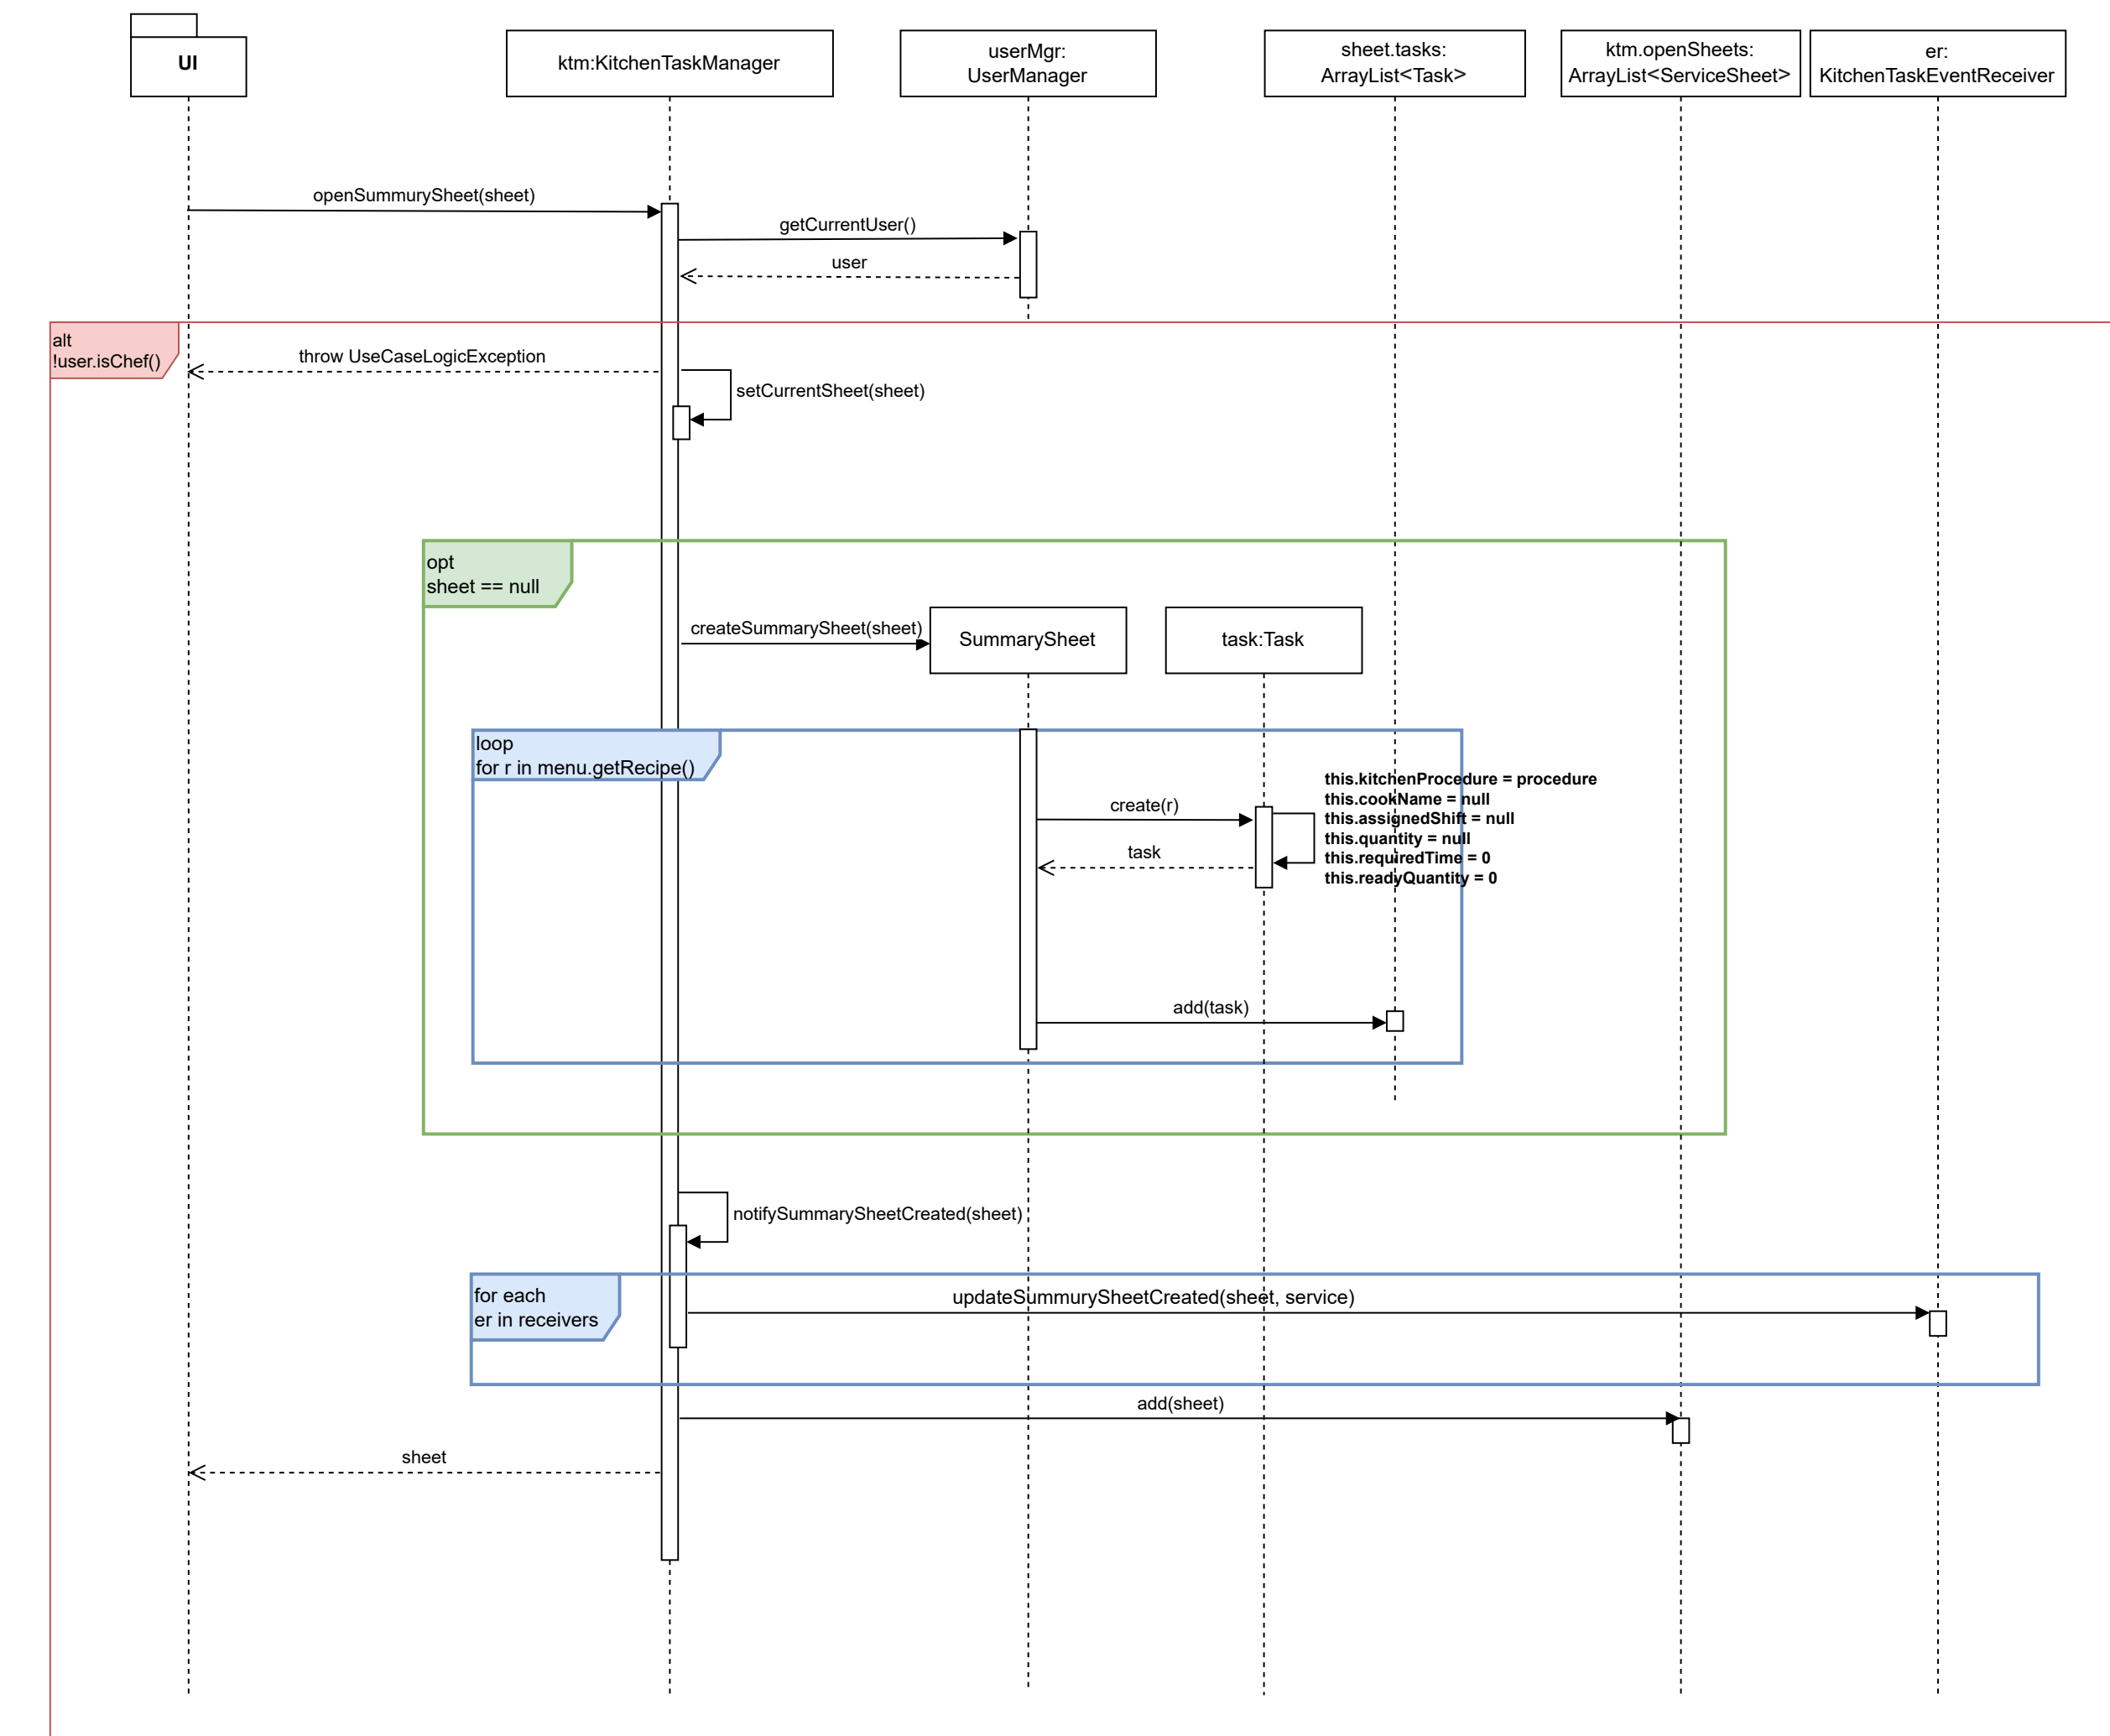 UI
ktm:KitchenTaskManager
userMgr:
UserManager
sheet.tasks:
ArrayList<Task>
ktm.openSheets:
ArrayList<ServiceSheet>
er:
KitchenTaskEventReceiver
openSummurySheet(sheet)
getCurrentUser()
user
alt
!user.isChef()
throw UseCaseLogicException
setCurrentSheet(sheet)
opt
sheet == null
createSummarySheet(sheet)
SummarySheet
task:Task
loop
for r in menu.getRecipe()
create(r)
task
this.kitchenProcedure = procedure
this.cookName = null
this.assignedShift = null
this.quantity = null
this.requiredTime = 0
this.readyQuantity = 0
add(task)
notifySummarySheetCreated(sheet)
for each
er in receivers
updateSummurySheetCreated(sheet, service)
add(sheet)
sheet